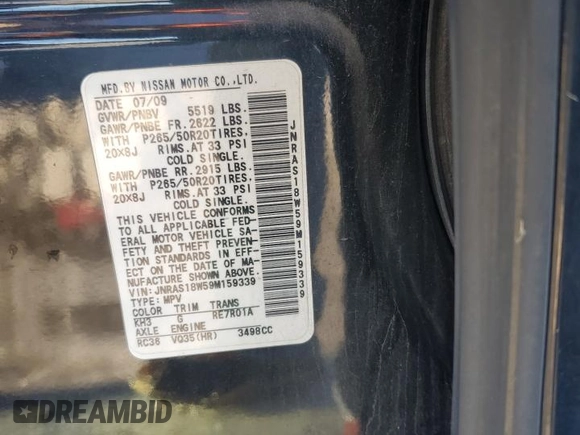 MFD.BY NISSAN MOTOR CO.,LTD.
DATE 07/09
GVWR/PNBV 5519 LBS.
GAWR/PNBE FR.2622 LBS.
WITH P265/50R20TIRES.
20X8J RIMS.AT 33 PSI
COLD SINGLE.
GAWR/PNBE RR.2915 LBS.
WITH P265/50R20TIRES.
20X8J RIMS.AT 33 PSI
COLD SINGLE.
THIS VEHICLE CONFORMS
TO ALL APPLICABLE FED-
ERAL MOTOR VEHICLE SA-
FETY AND THEFT PREVEN-
TION STANDARDS IN EFF-
ECT ON THE DATE OF MA-
NUFACTURE SHOWN ABOVE.
VIN:JNRAS18W59M159339
TYPE:MPV
COLOR TRIM TRANS
KH3 G RE7R01A
AXLE ENGINE
RC36 VQ35(HR) 3498CC
JNRAS18W59M159339
DREAMBID